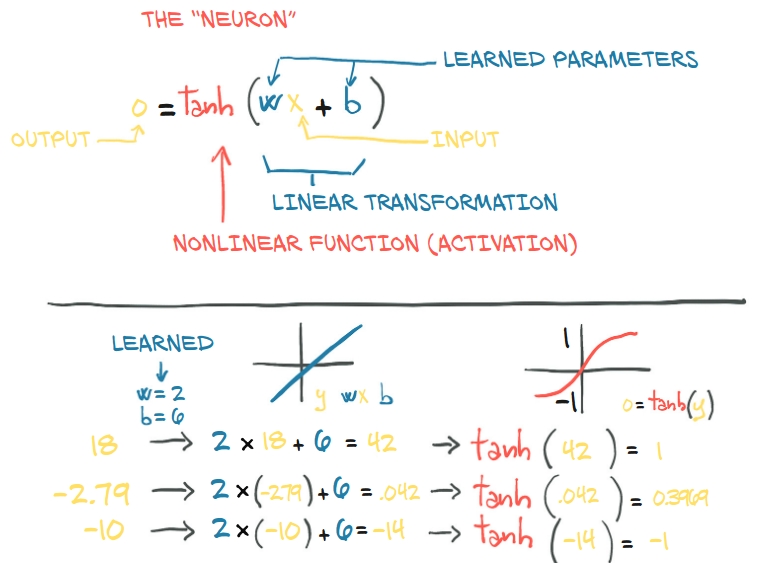 THE "NEURON"
LEARNED PARAMETERS
o = tanh (wx + b)
OUTPUT
INPUT
LINEAR TRANSFORMATION
NONLINEAR FUNCTION (ACTIVATION)
LEARNED
w=2
b=6
y wx b
1
-1
o=tanh(y)
18 → 2 × 18 + 6 = 42 → tanh (42) = 1
-2.79 → 2 × (-279) + 6 = .042 → tanh (.042) = 0.3969
-10 → 2 × (-10) + 6 = -14 → tanh (-14) = -1